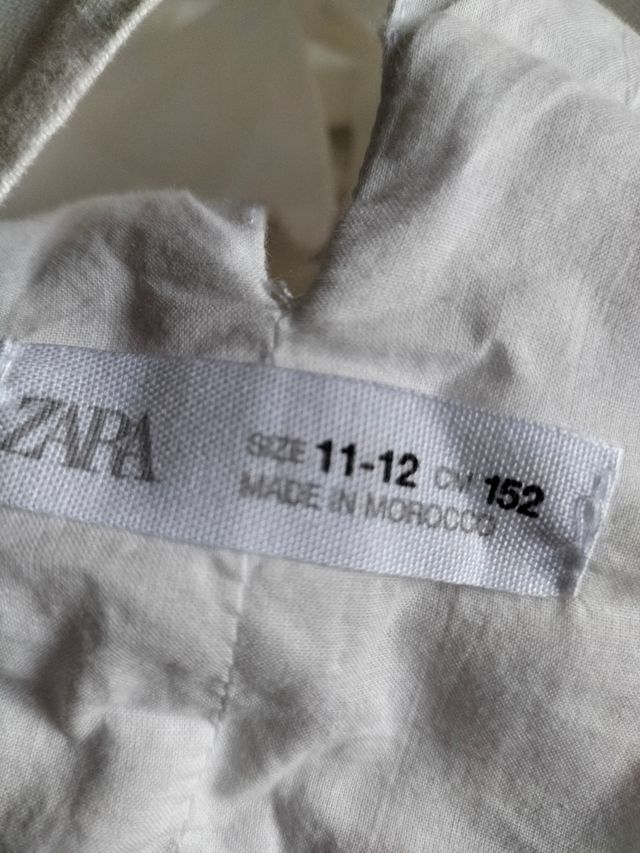 ZARA
SIZE 11-12 CM 152
MADE IN MOROCCO